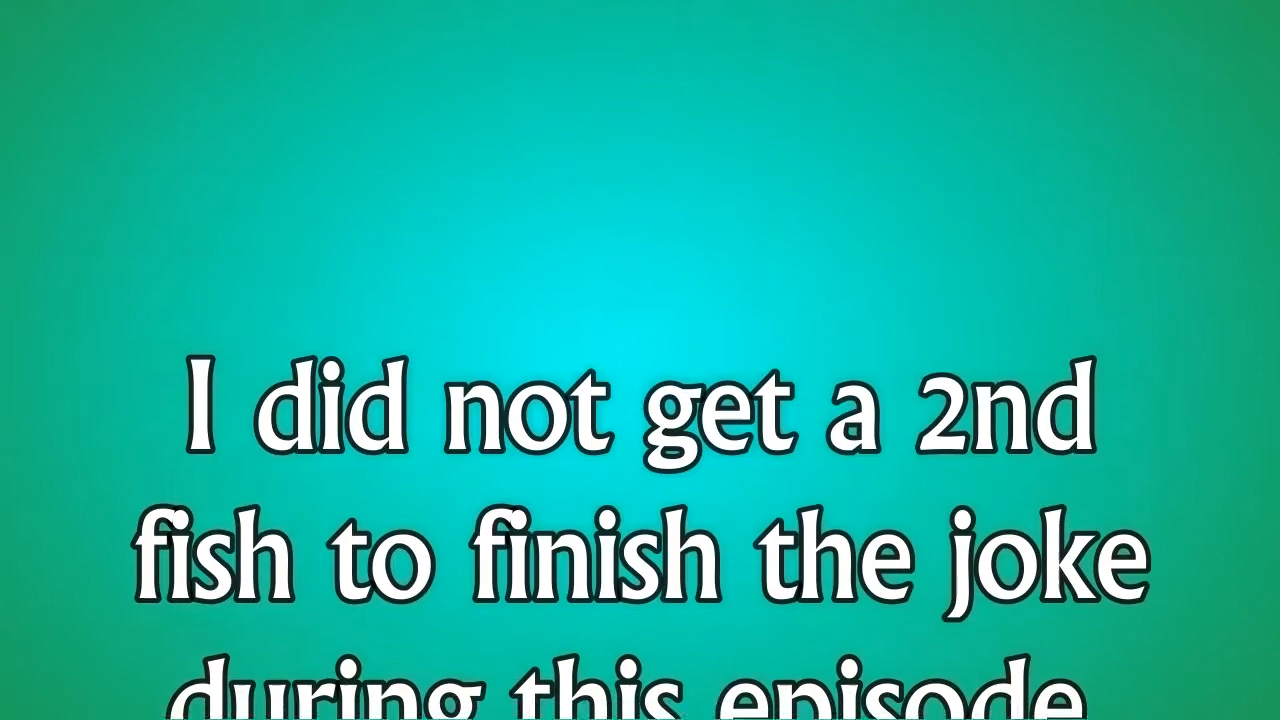 I did not get a 2nd
fish to finish the joke
during this episode